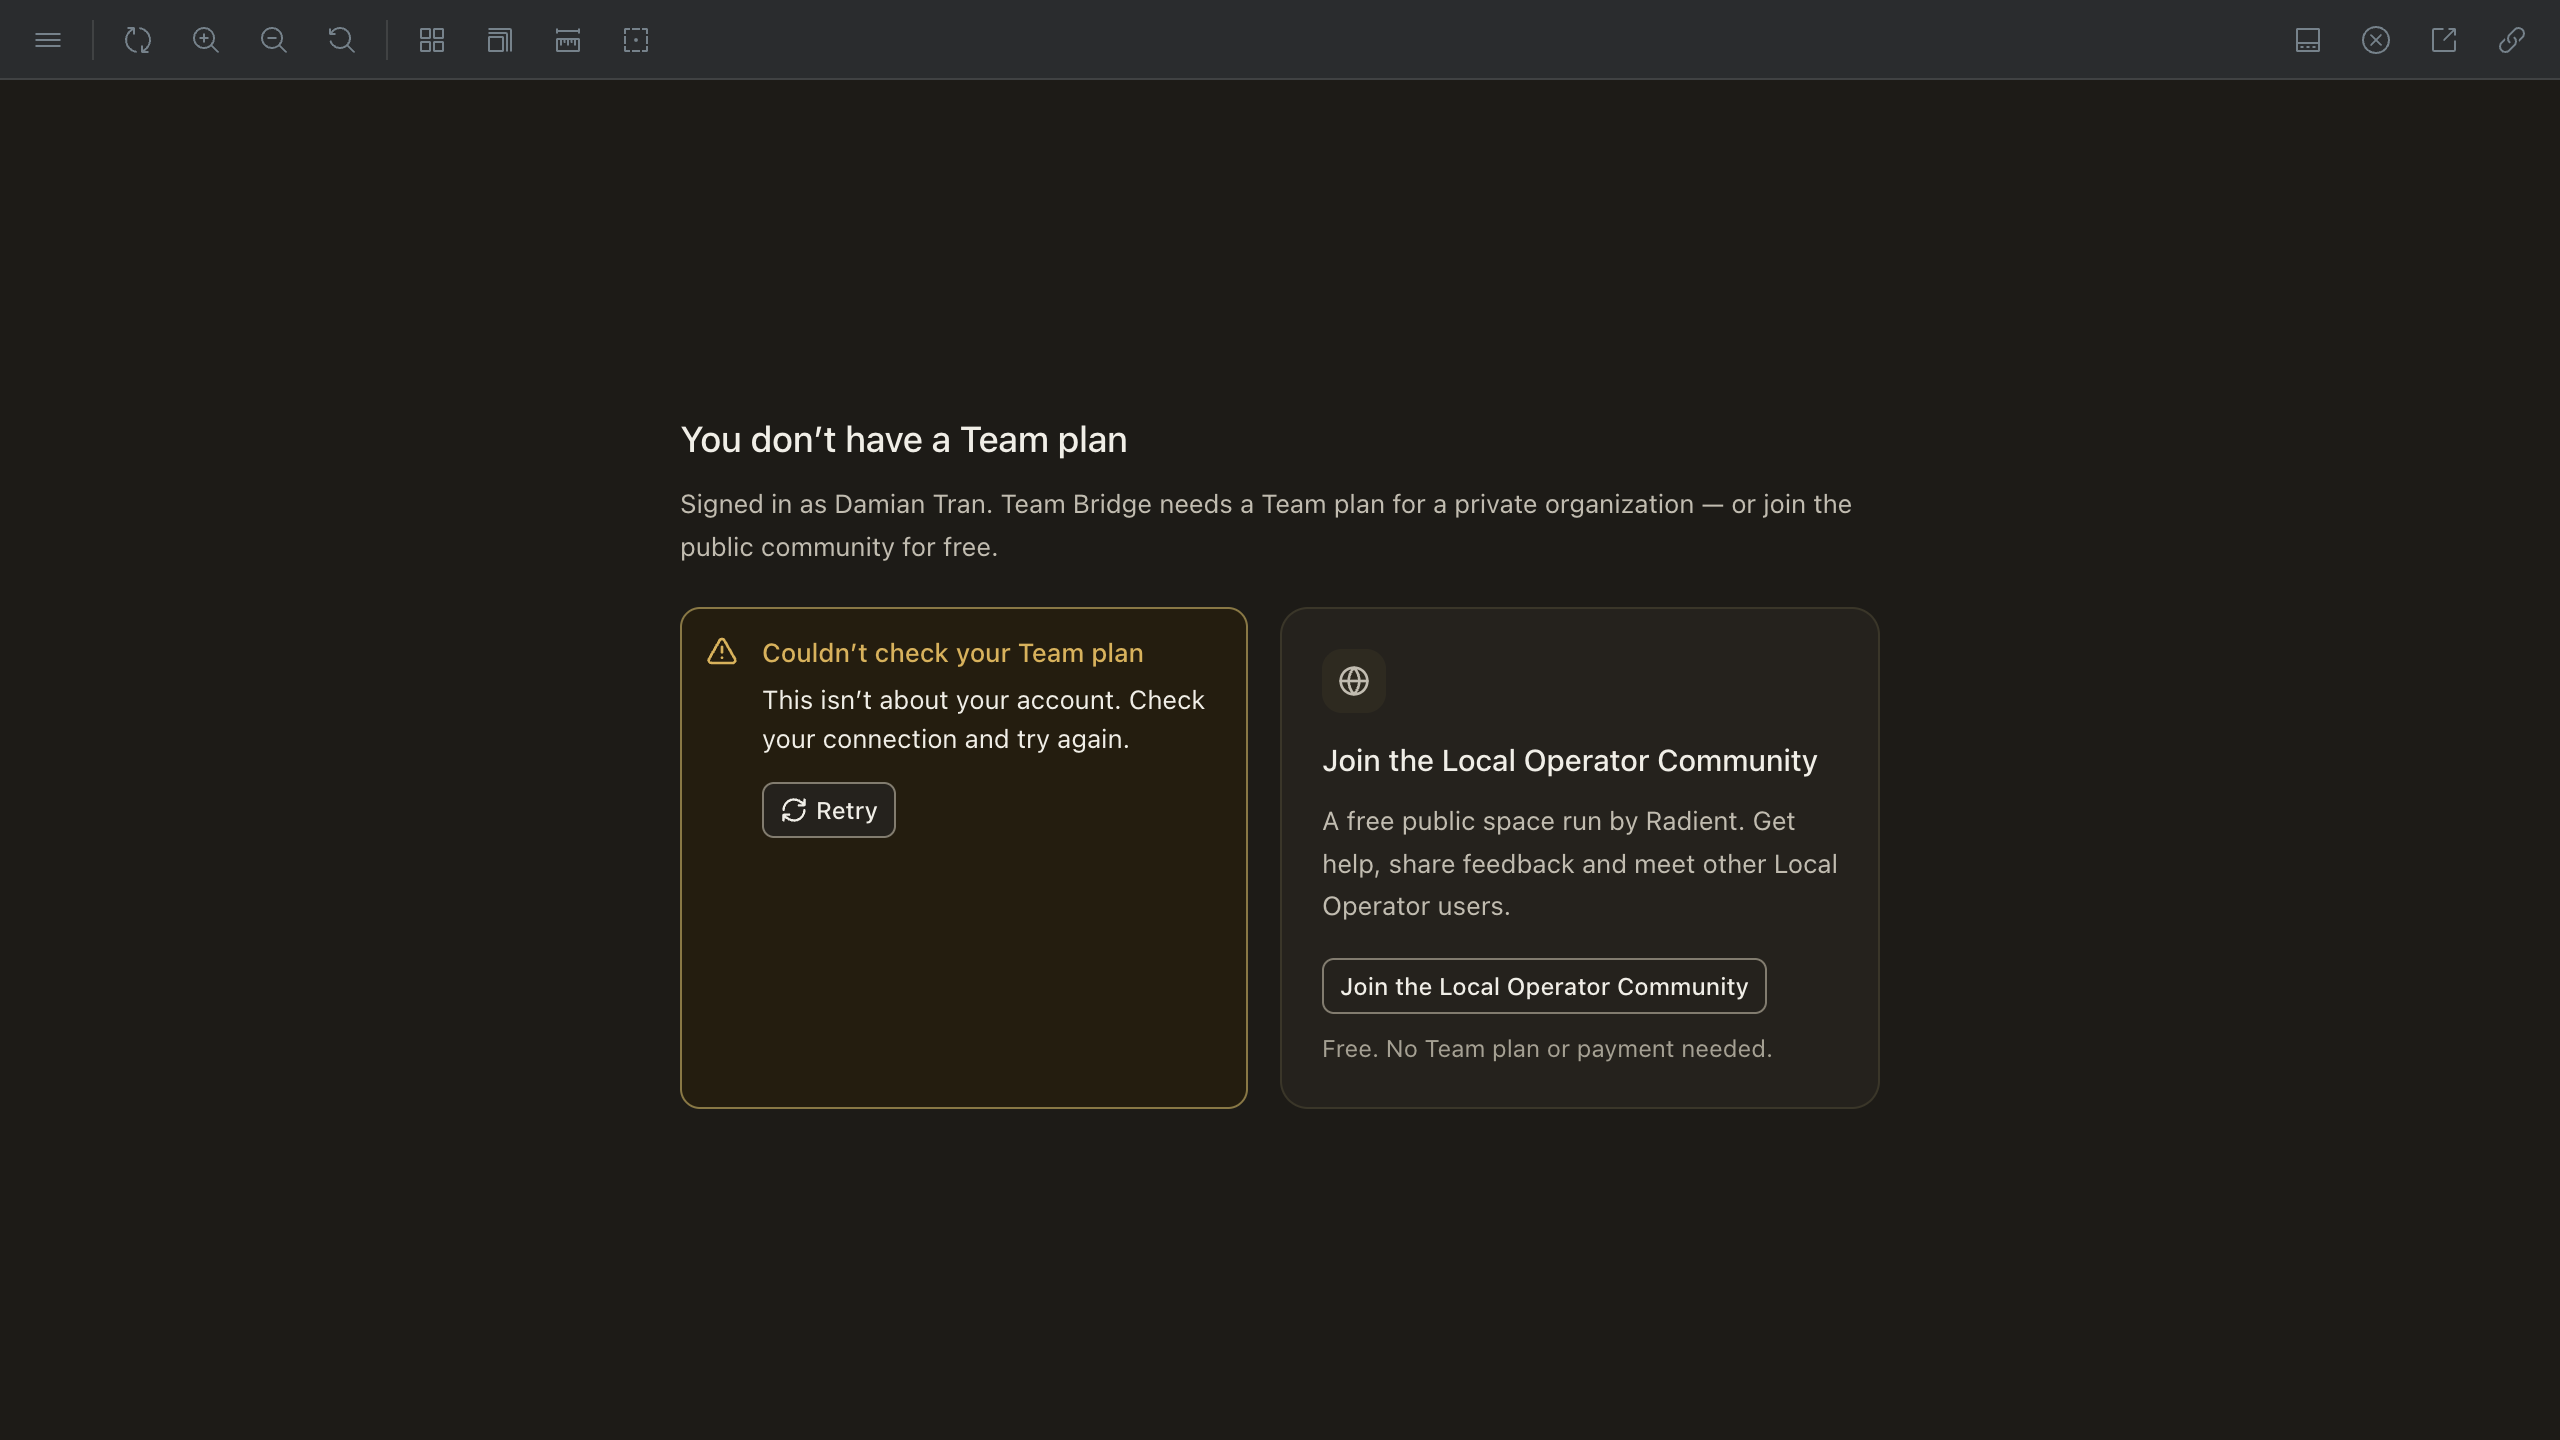 You don’t have a Team plan
Signed in as Damian Tran. Team Bridge needs a Team plan for a private organization — or join the
public community for free.
Couldn’t check your Team plan
This isn’t about your account. Check
your connection and try again.
Retry
Join the Local Operator Community
A free public space run by Radient. Get
help, share feedback and meet other Local
Operator users.
Join the Local Operator Community
Free. No Team plan or payment needed.